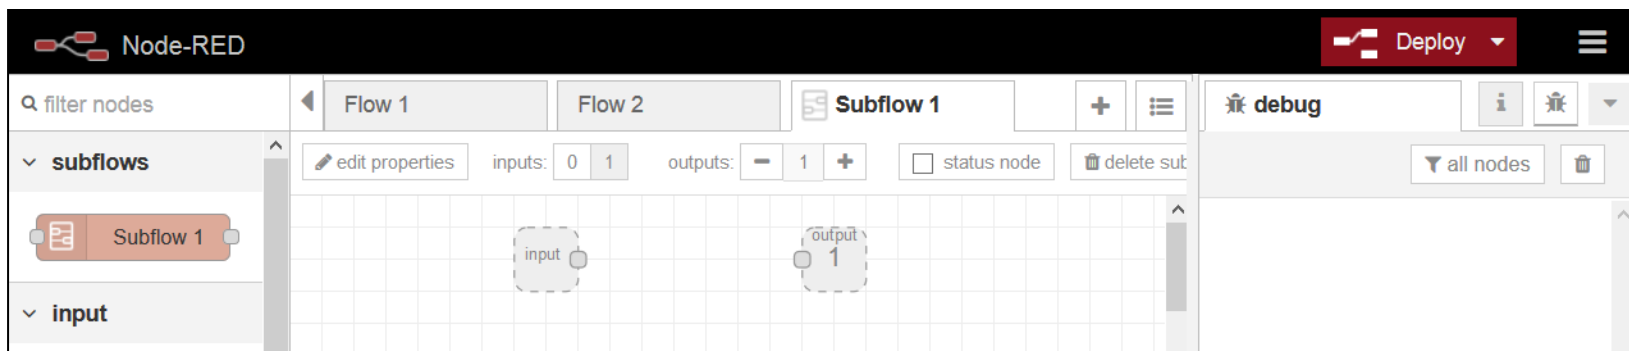 Node-RED
Deploy
filter nodes
Flow 1
Flow 2
Subflow 1
+
i
debug
subflows
edit properties
inputs: 0 1
outputs: − 1 +
status node
delete sub
all nodes
Subflow 1
input
output
1
input